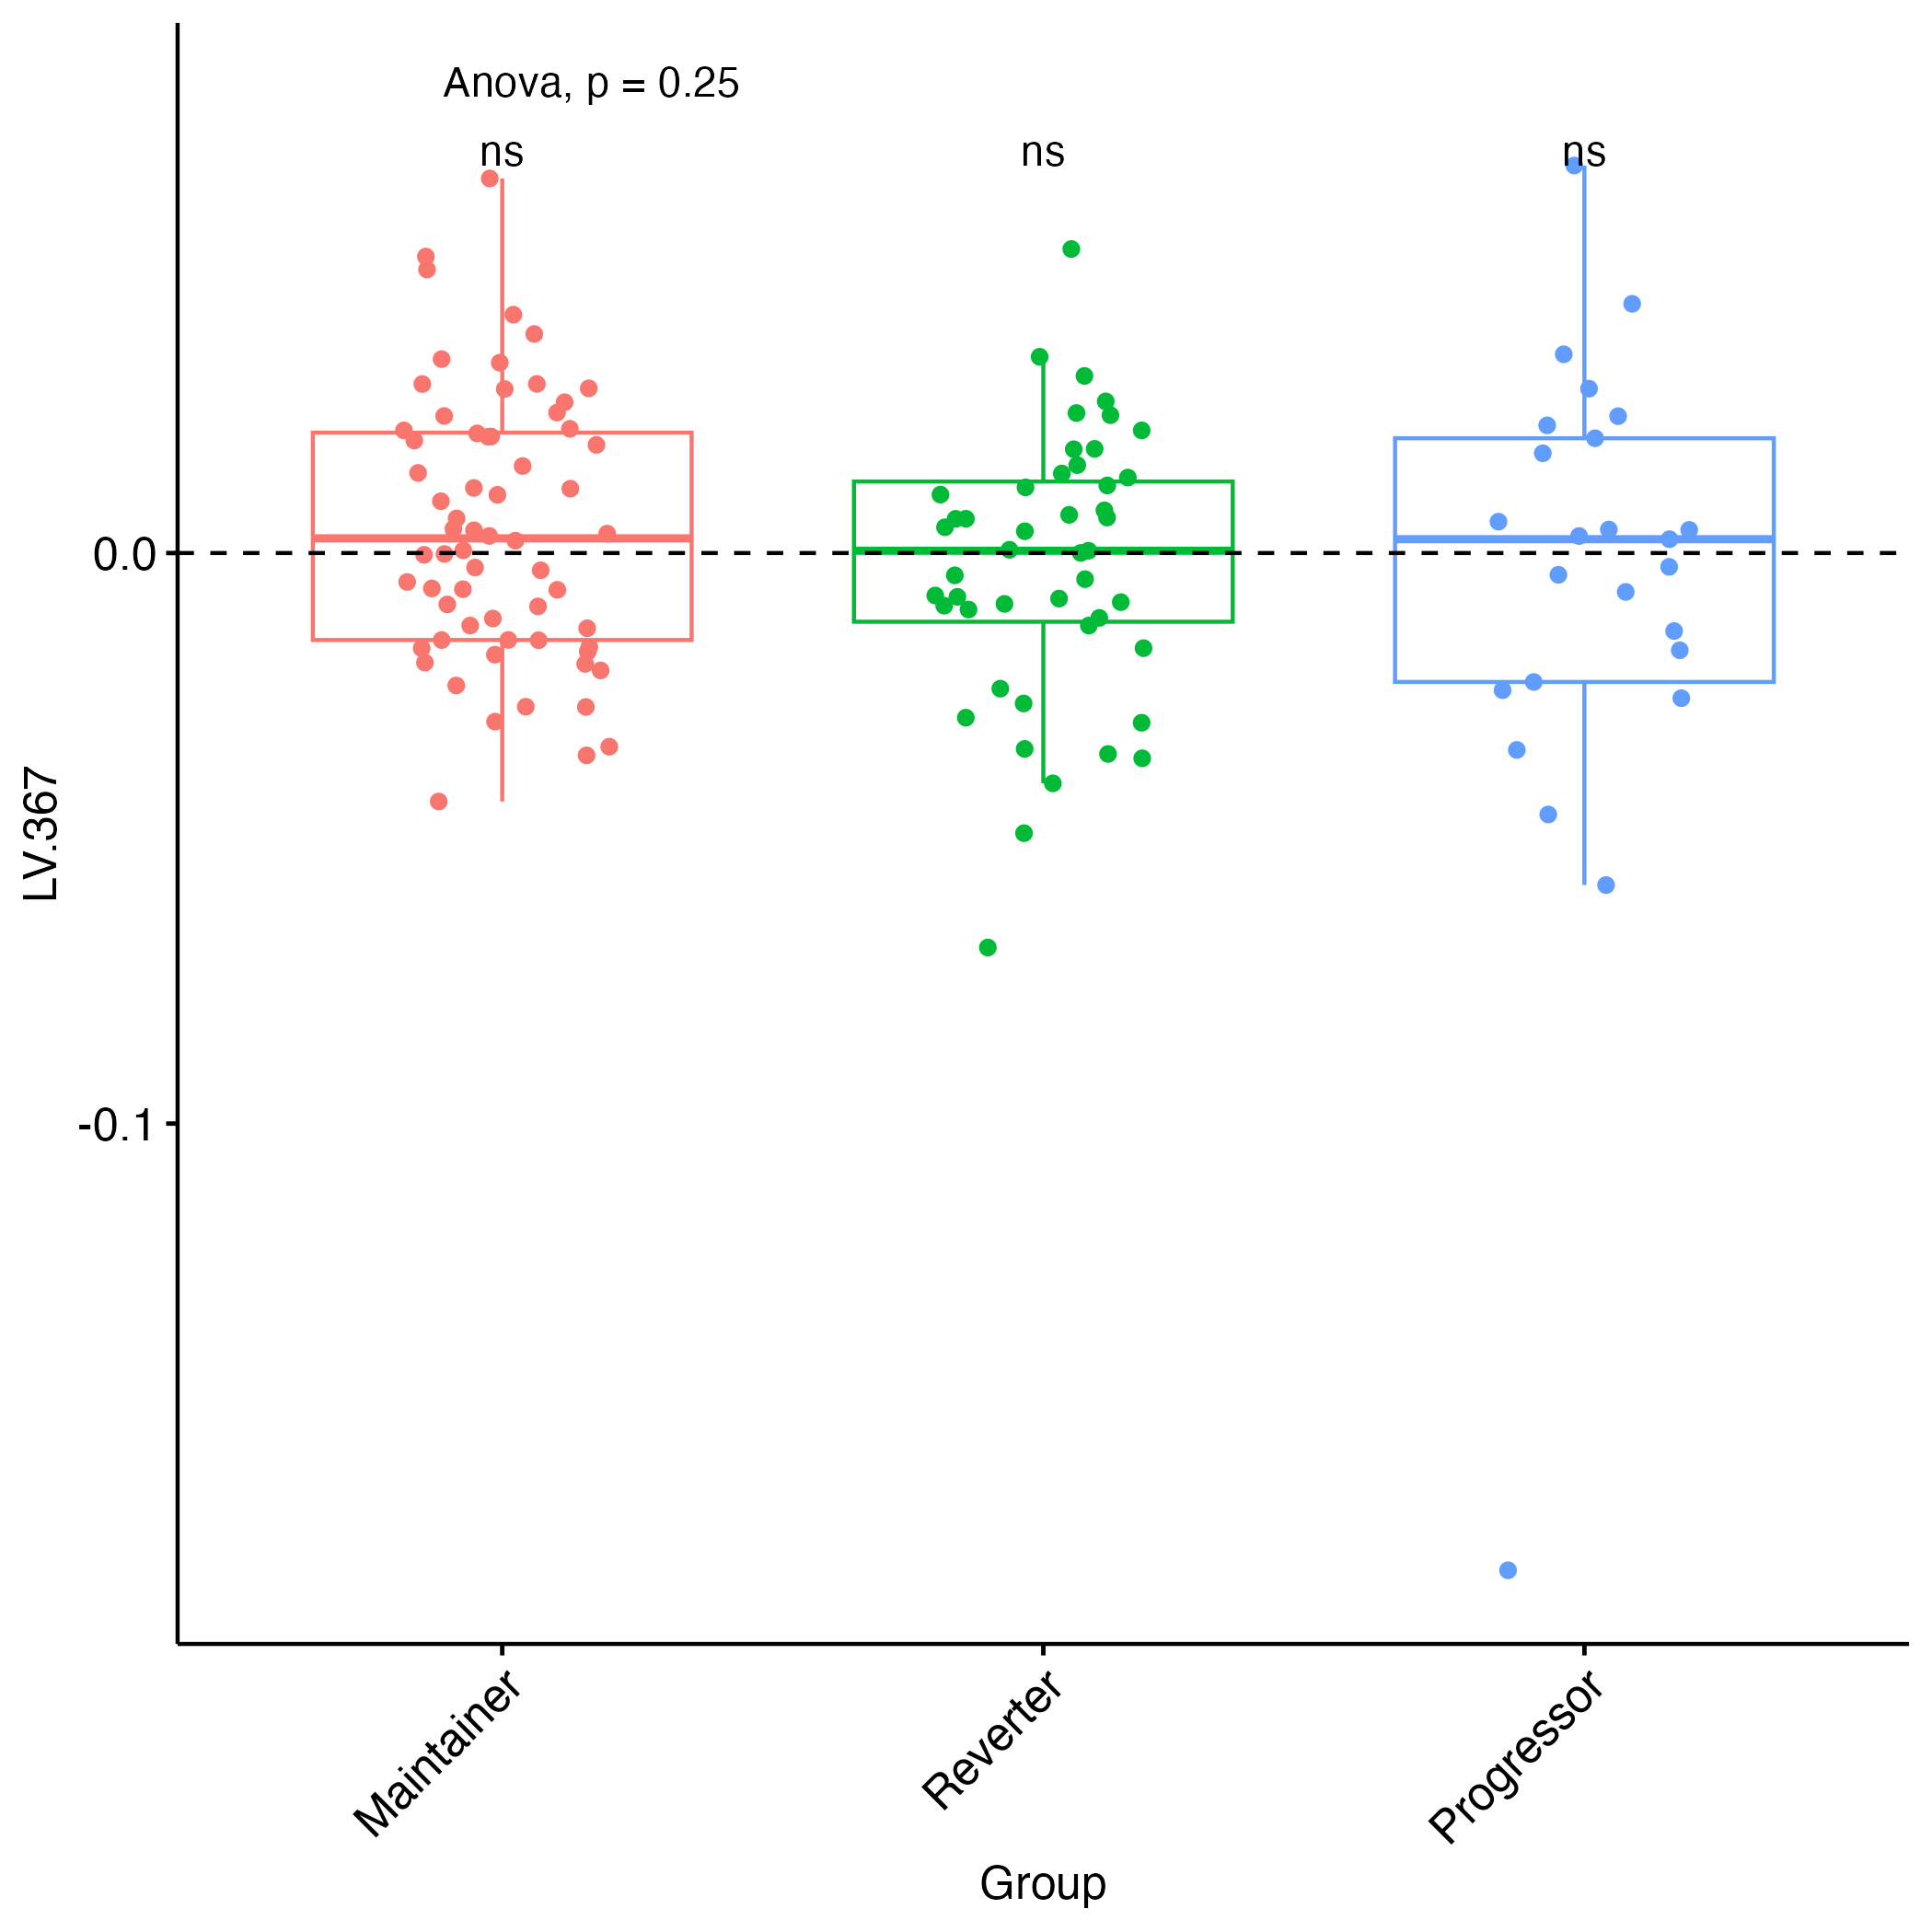 Anova, p = 0.25
ns
ns
ns
0.0
-0.1
LV.367
Maintainer
Reverter
Progressor
Group